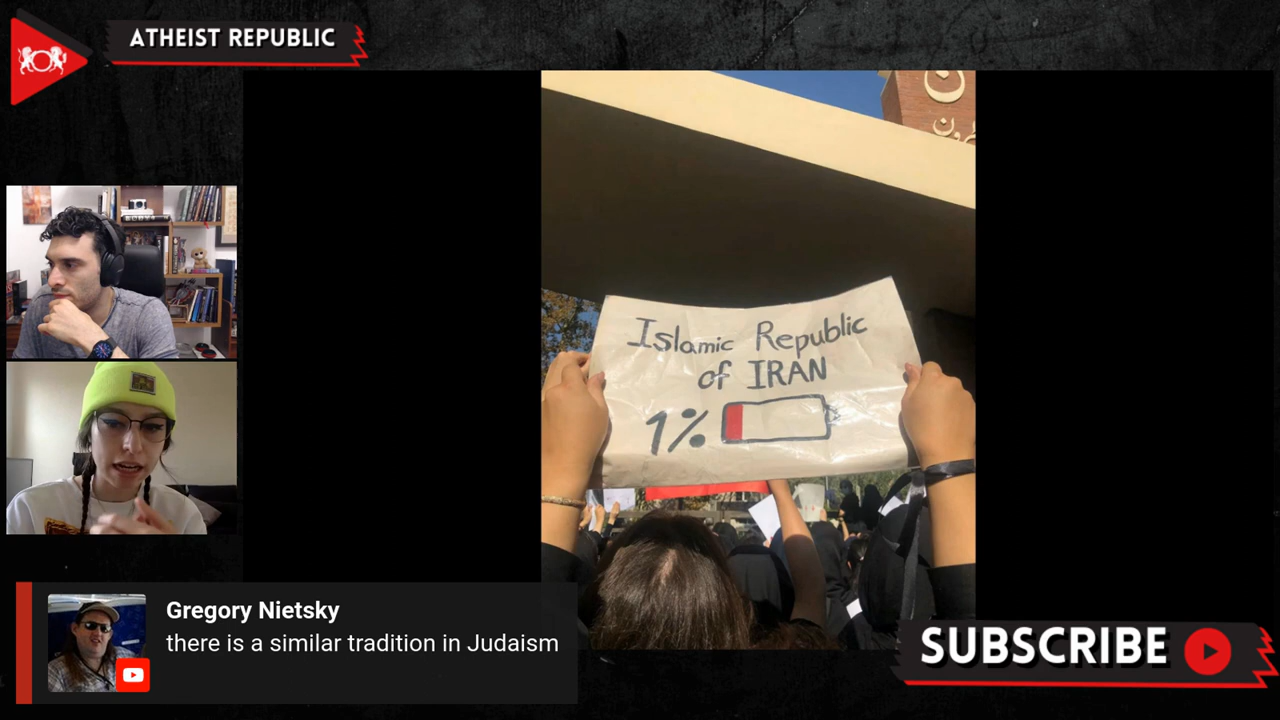 ATHEIST REPUBLIC
Islamic Republic
of IRAN
1%
Gregory Nietsky
there is a similar tradition in Judaism
SUBSCRIBE